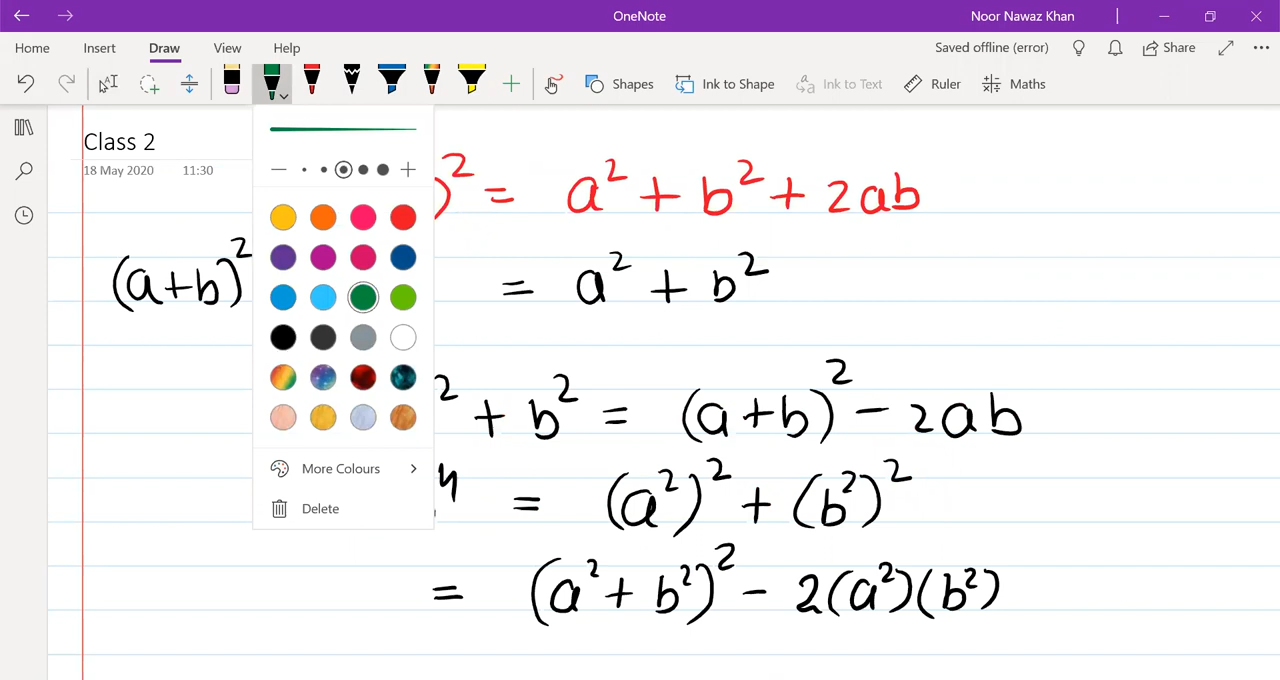 OneNote
Noor Nawaz Khan
Home Insert Draw View Help
Saved offline (error)
Share
Shapes
Ink to Shape
Ink to Text
Ruler
Maths
Class 2
18 May 2020 11:30
)² = a² + b² + 2ab
(a+b)² = a² + b²
² + b² = (a+b)² - 2ab
4 = (a²)² + (b²)²
= (a² + b²)² - 2(a²)(b²)
More Colours
Delete